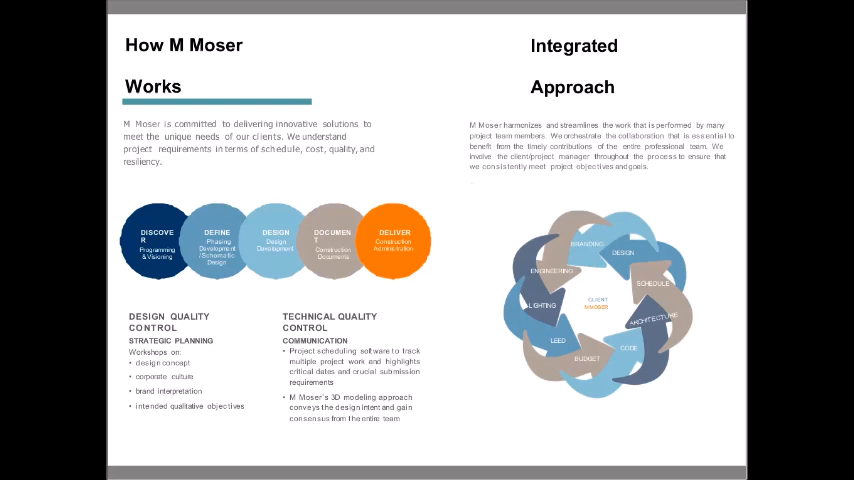 How M Moser
Works
M Moser is committed to delivering innovative solutions to
meet the unique needs of our clients. We understand
project requirements in terms of schedule, cost, quality, and
resiliency.
DISCOVE
R
Programming
& Visioning
DEFINE
Phasing
Development
/Schematic
Design
DESIGN
Design
Development
DOCUMEN
T
Construction
Documents
DELIVER
Construction
Administration
DESIGN QUALITY
CONTROL
STRATEGIC PLANNING
Workshops on:
• design concept
• corporate culture
• brand interpretation
• intended qualitative objectives
TECHNICAL QUALITY
CONTROL
COMMUNICATION
• Project scheduling software to track
multiple project work and highlights
critical dates and crucial submission
requirements
• M Moser's 3D modeling approach
conveys the design intent and gain
consensus from the entire team
Integrated
Approach
M Moser harmonizes and streamlines the work that is performed by many
project team members. We orchestrate the collaboration that is essential to
benefit from the timely contributions of the entire professional team. We
involve the client/project manager throughout the process to ensure that
we consistently meet project objectives and goals.
BRANDING
DESIGN
ENGINEERING
SCHEDULE
LIGHTING
CLIENT
M MOSER
ARCHITECTURE
LEED
CODE
BUDGET